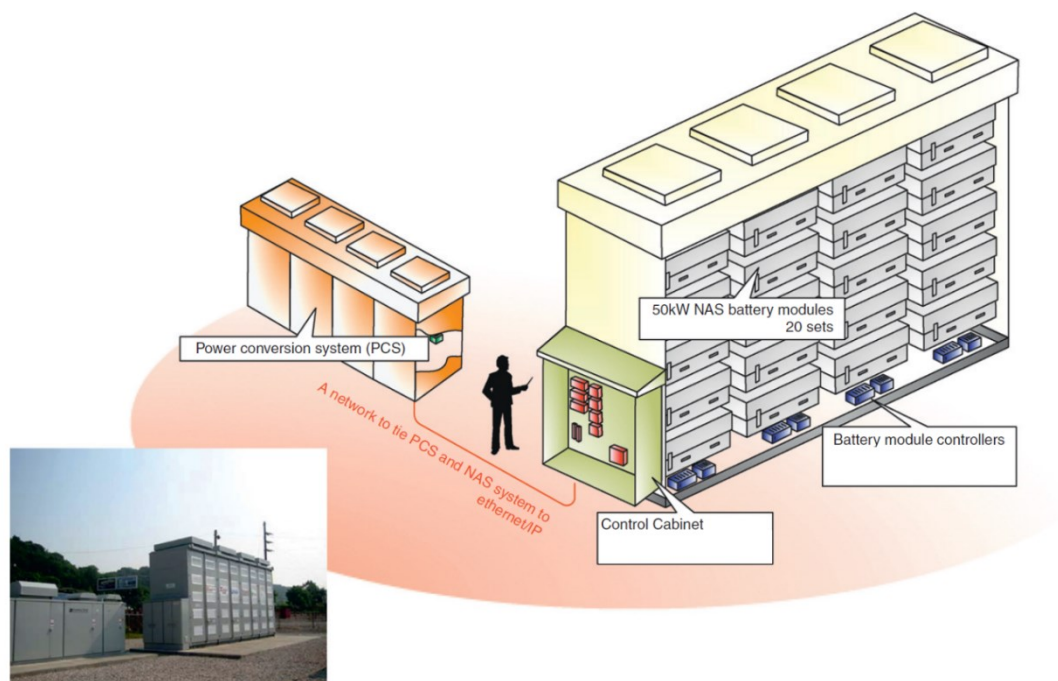 50kW NAS battery modules
20 sets
Power conversion system (PCS)
A network to tie PCS and NAS system to
ethernet/IP
Battery module controllers
Control Cabinet